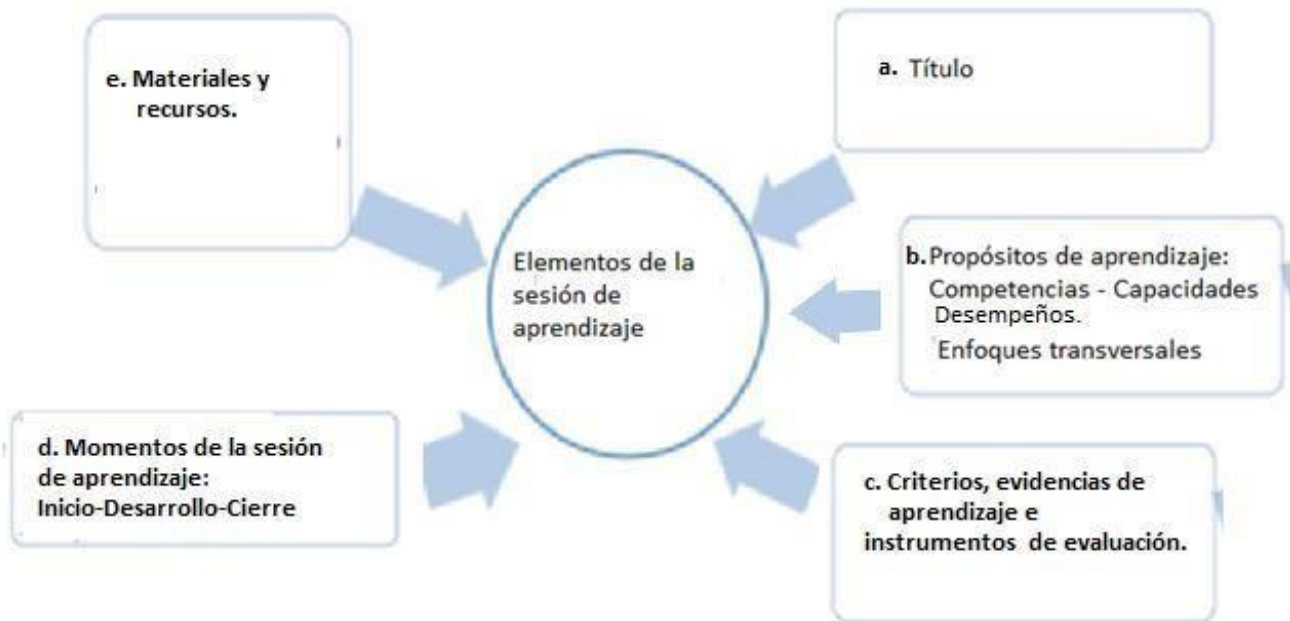 a. Título
b. Propósitos de aprendizaje:
Competencias - Capacidades
Desempeños.
Enfoques transversales
c. Criterios, evidencias de
aprendizaje e
instrumentos de evaluación.
d. Momentos de la sesión
de aprendizaje:
Inicio-Desarrollo-Cierre
e. Materiales y
recursos.
Elementos de la
sesión de
aprendizaje